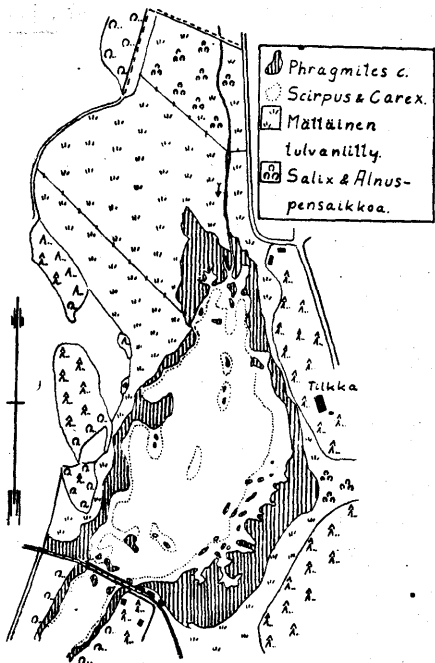 Phragmites c.
Scirpus & Carex.
Mättäinen
tulvaniitty.
Salix & Alnus-
pensaikkoa.
Tilkka